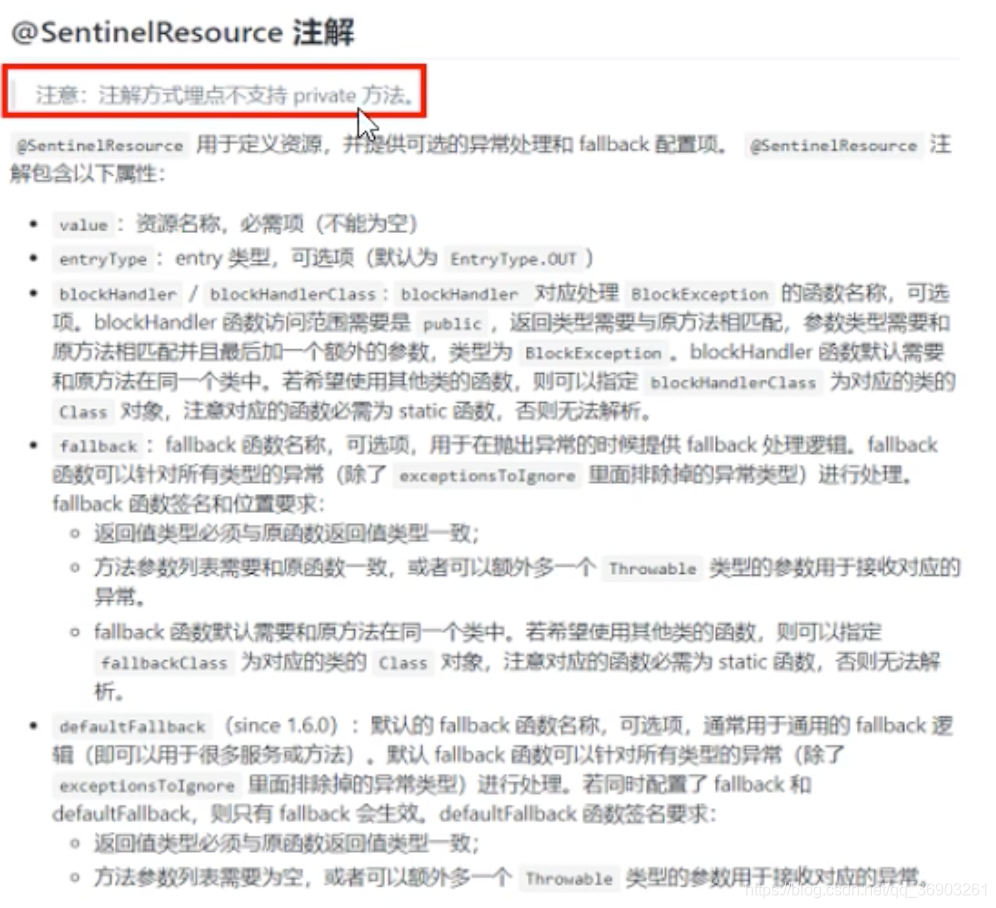 @SentinelResource 注解
注意：注解方式埋点不支持 private 方法。
@SentinelResource 用于定义资源，并提供可选的异常处理和 fallback 配置项。 @SentinelResource 注
解包含以下属性：
value：资源名称，必需项（不能为空）
entryType：entry 类型，可选项（默认为 EntryType.OUT）
blockHandler / blockHandlerClass: blockHandler 对应处理 BlockException 的函数名称，可选
项。blockHandler 函数访问范围需要是 public，返回类型需要与原方法相匹配，参数类型需要和
原方法相匹配并且最后加一个额外的参数，类型为 BlockException。blockHandler 函数默认需要
和原方法在同一个类中。若希望使用其他类的函数，则可以指定 blockHandlerClass 为对应的类的
Class 对象，注意对应的函数必需为 static 函数，否则无法解析。
fallback：fallback 函数名称，可选项，用于在抛出异常的时候提供 fallback 处理逻辑。fallback
函数可以针对所有类型的异常（除了 exceptionsToIgnore 里面排除掉的异常类型）进行处理。
fallback 函数签名和位置要求：
返回值类型必须与原函数返回值类型一致；
方法参数列表需要和原函数一致，或者可以额外多一个 Throwable 类型的参数用于接收对应的
异常。
fallback 函数默认需要和原方法在同一个类中。若希望使用其他类的函数，则可以指定
fallbackClass 为对应的类的 Class 对象，注意对应的函数必需为 static 函数，否则无法解
析。
defaultFallback（since 1.6.0）：默认的 fallback 函数名称，可选项，通常用于通用的 fallback 逻
辑（即可以用于很多服务或方法）。默认 fallback 函数可以针对所有类型的异常（除了
exceptionsToIgnore 里面排除掉的异常类型）进行处理。若同时配置了 fallback 和
defaultFallback，则只有 fallback 会生效。defaultFallback 函数签名要求：
返回值类型必须与原函数返回值类型一致；
方法参数列表需要为空，或者可以额外多一个 Throwable 类型的参数用于接收对应的异常。
https://blog.csdn.net/qq_36903261